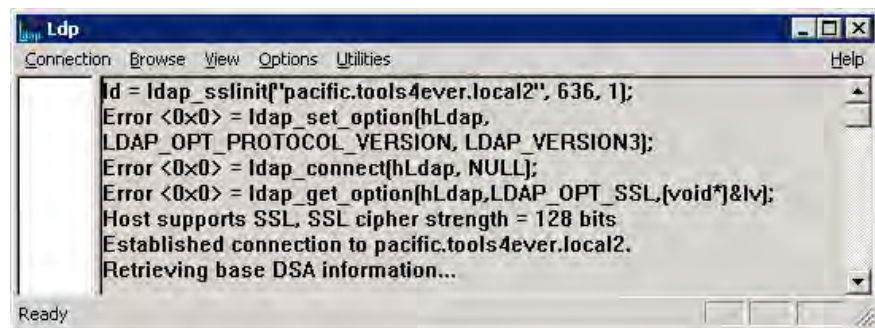 Ldp
Connection Browse View Options Utilities Help
ld = ldap_sslinit("pacific.tools4ever.local2", 636, 1);
Error <0x0> = ldap_set_option(hLdap,
LDAP_OPT_PROTOCOL_VERSION, LDAP_VERSION3);
Error <0x0> = ldap_connect(hLdap, NULL);
Error <0x0> = ldap_get_option(hLdap,LDAP_OPT_SSL,(void*)&lv);
Host supports SSL, SSL cipher strength = 128 bits
Established connection to pacific.tools4ever.local2.
Retrieving base DSA information...
Ready